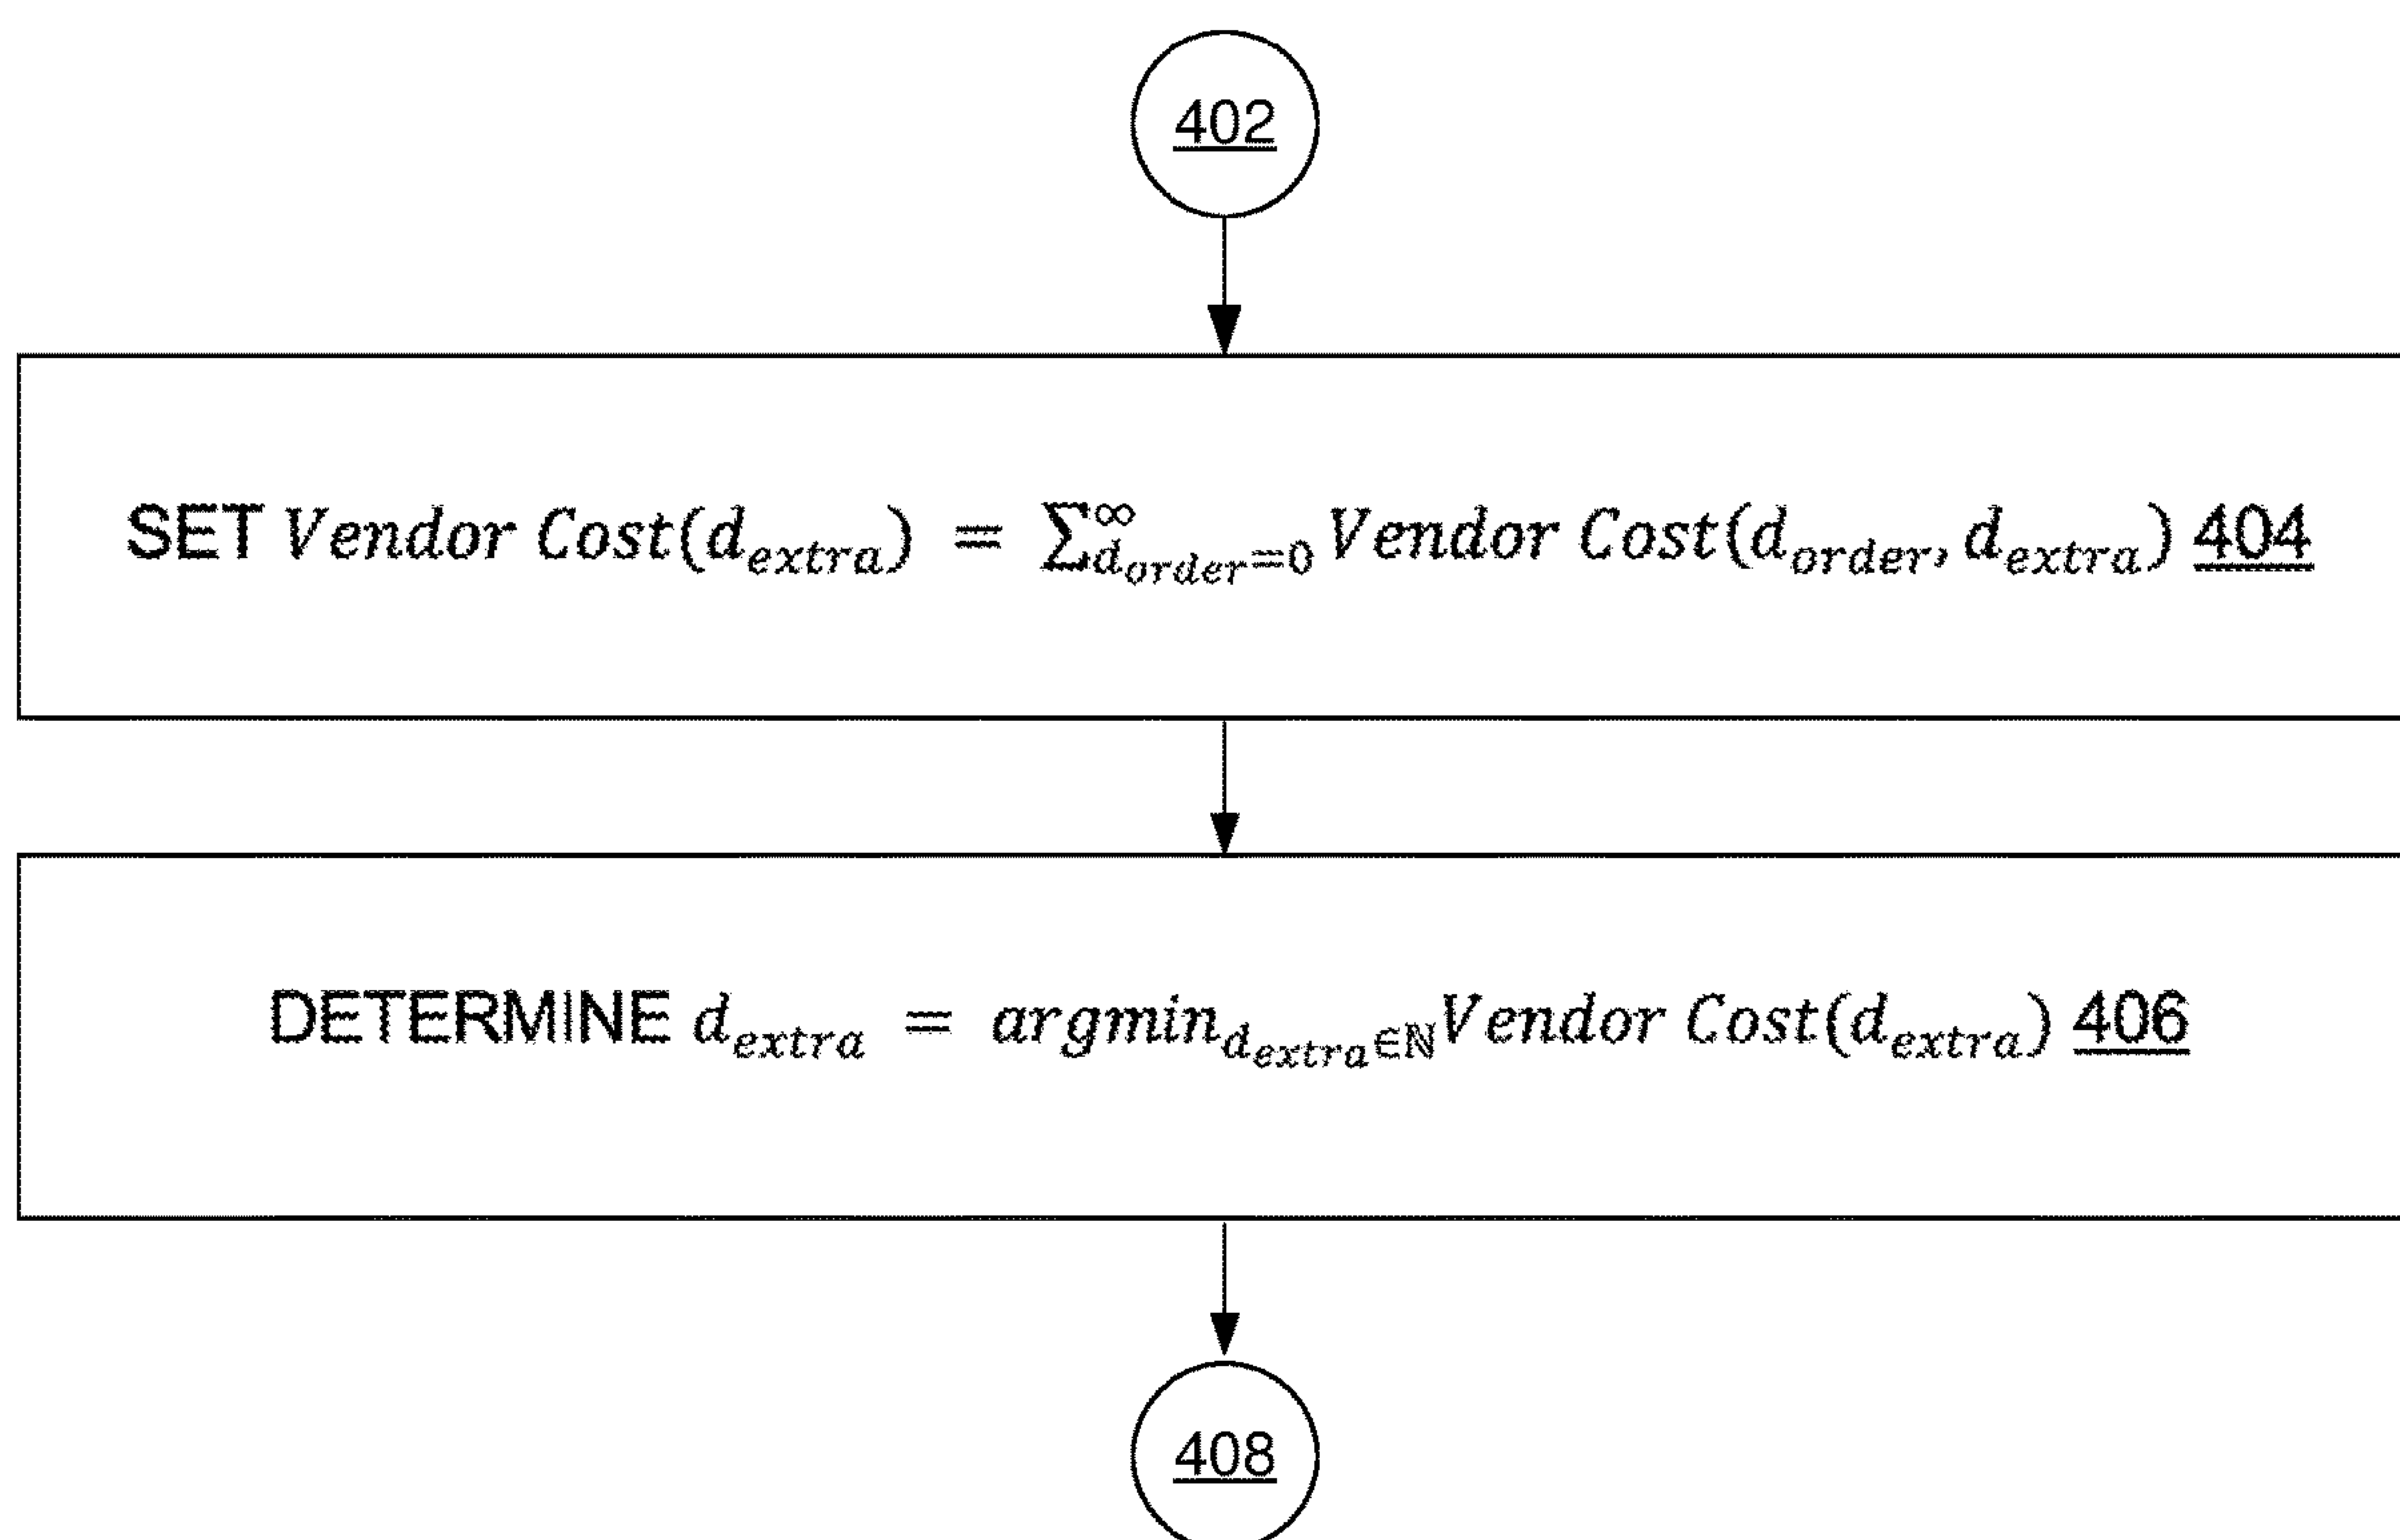 402
SET Vendor Cost(d_extra) = ∑_{d_order=0}^∞ Vendor Cost(d_order, d_extra) 404
DETERMINE d_extra = argmin_{d_extra∈ℕ} Vendor Cost(d_extra) 406
408